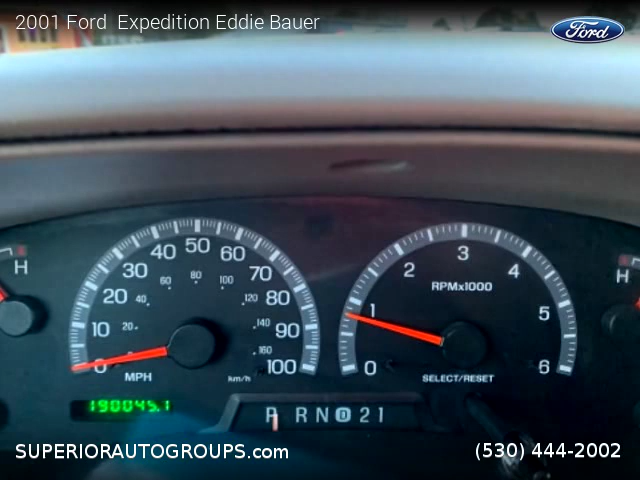 2001 Ford Expedition Eddie Bauer
Ford
H
0 10 20 30 40 50 60 70 80 90 100
20 40 60 80 100 120 140 160
MPH
km/h
190045.1
0 1 2 3 4 5 6
RPMx1000
SELECT/RESET
H
P R N D 2 1
SUPERIORAUTOGROUPS.com
(530) 444-2002